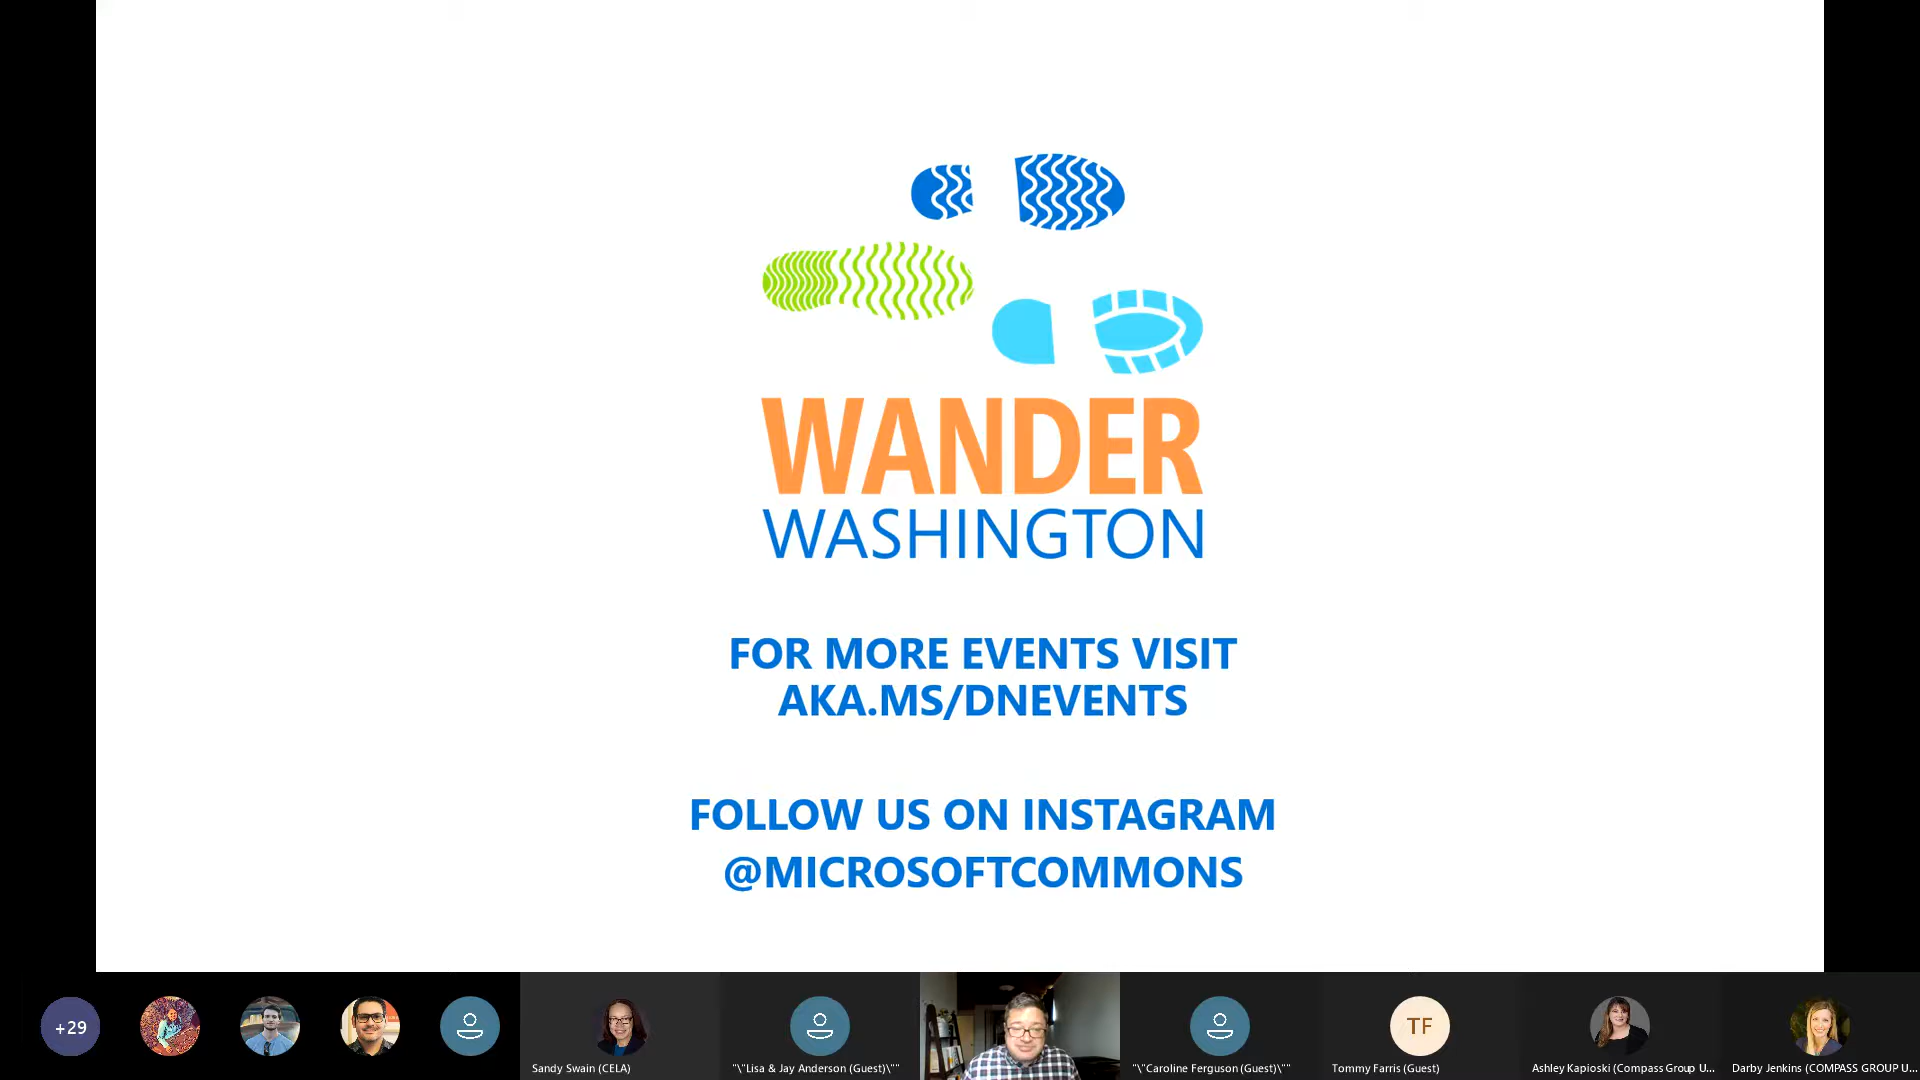 WANDER
WASHINGTON
FOR MORE EVENTS VISIT
AKA.MS/DNEVENTS
FOLLOW US ON INSTAGRAM
@MICROSOFTCOMMONS
+29
Sandy Swain (CELA)
"\"Lisa & Jay Anderson (Guest)\""
"\"Caroline Ferguson (Guest)\""
TF
Tommy Farris (Guest)
Ashley Kapioski (Compass Group U...
Darby Jenkins (COMPASS GROUP U...